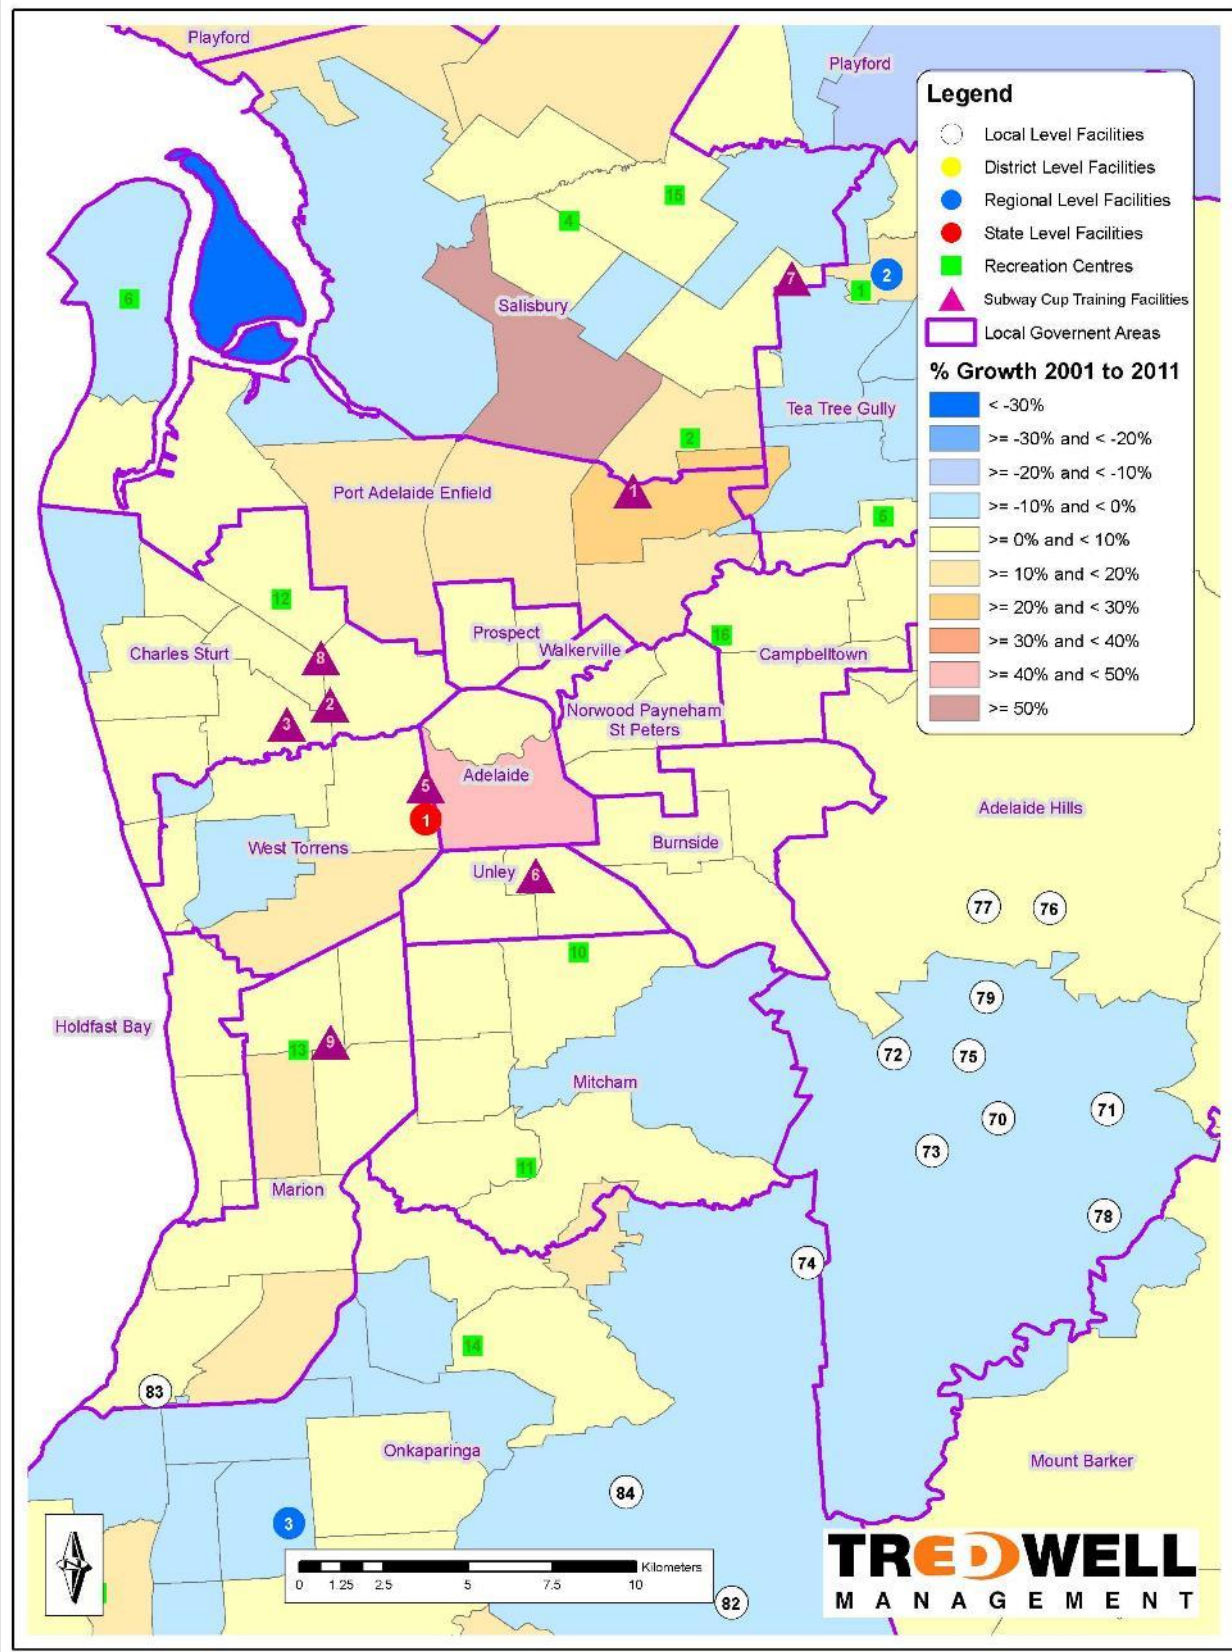 Playford
Playford
Legend
Local Level Facilities
District Level Facilities
Regional Level Facilities
State Level Facilities
Recreation Centres
Subway Cup Training Facilities
Local Governent Areas
% Growth 2001 to 2011
< -30%
>= -30% and < -20%
>= -20% and < -10%
>= -10% and < 0%
>= 0% and < 10%
>= 10% and < 20%
>= 20% and < 30%
>= 30% and < 40%
>= 40% and < 50%
>= 50%
15
4
7
2
1
6
Salisbury
Tea Tree Gully
2
Port Adelaide Enfield
1
5
12
Prospect
16
Charles Sturt
8
Walkerville
Campbelltown
2
3
Norwood Payneham
St Peters
Adelaide
5
1
Adelaide Hills
West Torrens
Burnside
Unley
6
77
76
10
79
Holdfast Bay
13
9
72
75
Mitcham
70
71
11
73
Marion
78
74
14
83
Onkaparinga
Mount Barker
84
3
N
Kilometers
0 1.25 2.5 5 7.5 10
82
TREDWELL
MANAGEMENT